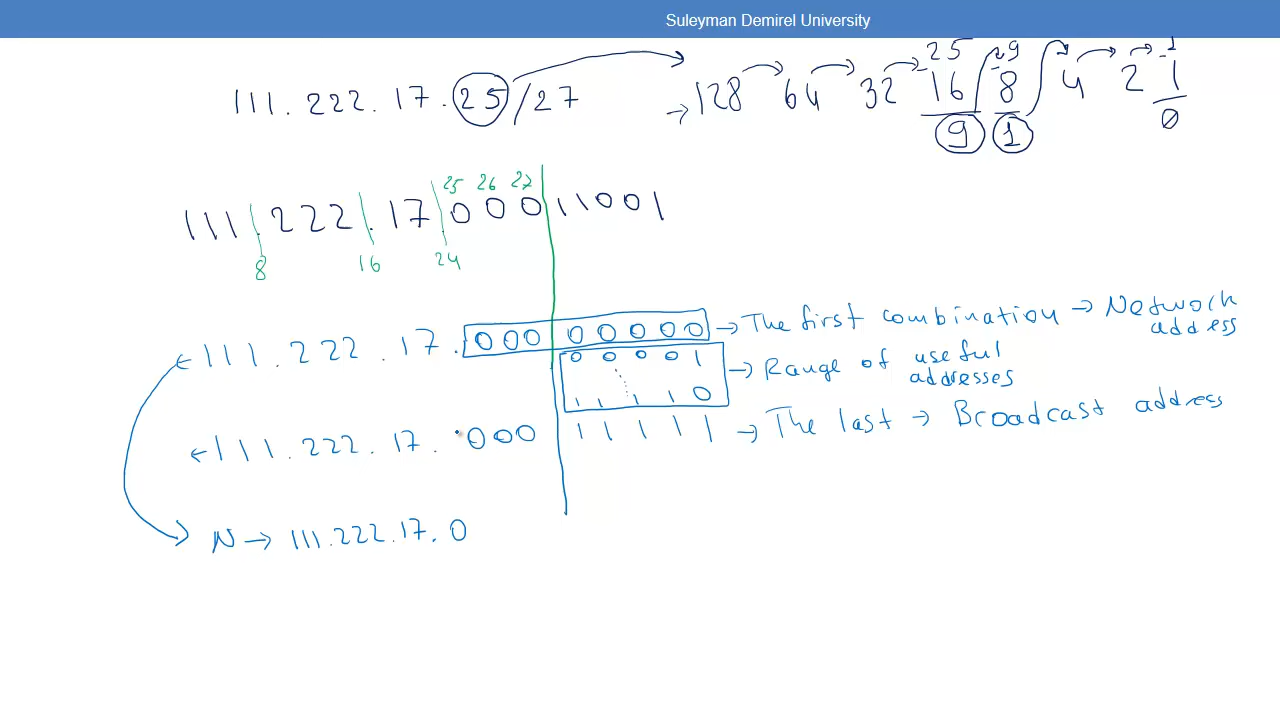 Suleyman Demirel University
111.222.17.25/27 → 128 64 32 16 8 4 2 1
-25 -9 -1
9 1 0
25 26 27
111.222.17.00011001
8 16 24
111.222.17.000 00000 → The first combination → Network address
00001
→ Range of useful addresses
11110
111.222.17.000 11111 → The last → Broadcast address
N → 111.222.17.0